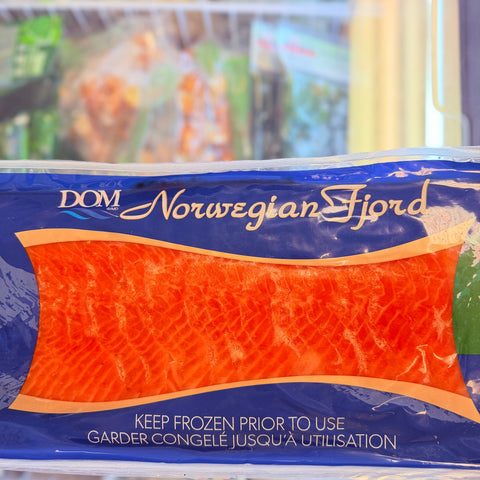 DOM Norwegian Fjord
KEEP FROZEN PRIOR TO USE
GARDER CONGELÉ JUSQU'À UTILISATION